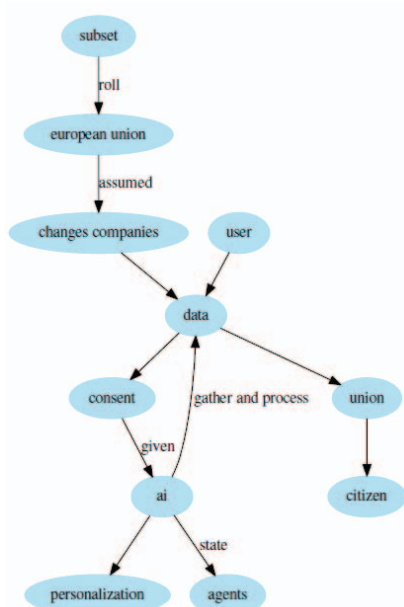 subset
roll
european union
assumed
changes companies
user
data
consent
gather and process
union
given
ai
citizen
state
personalization
agents